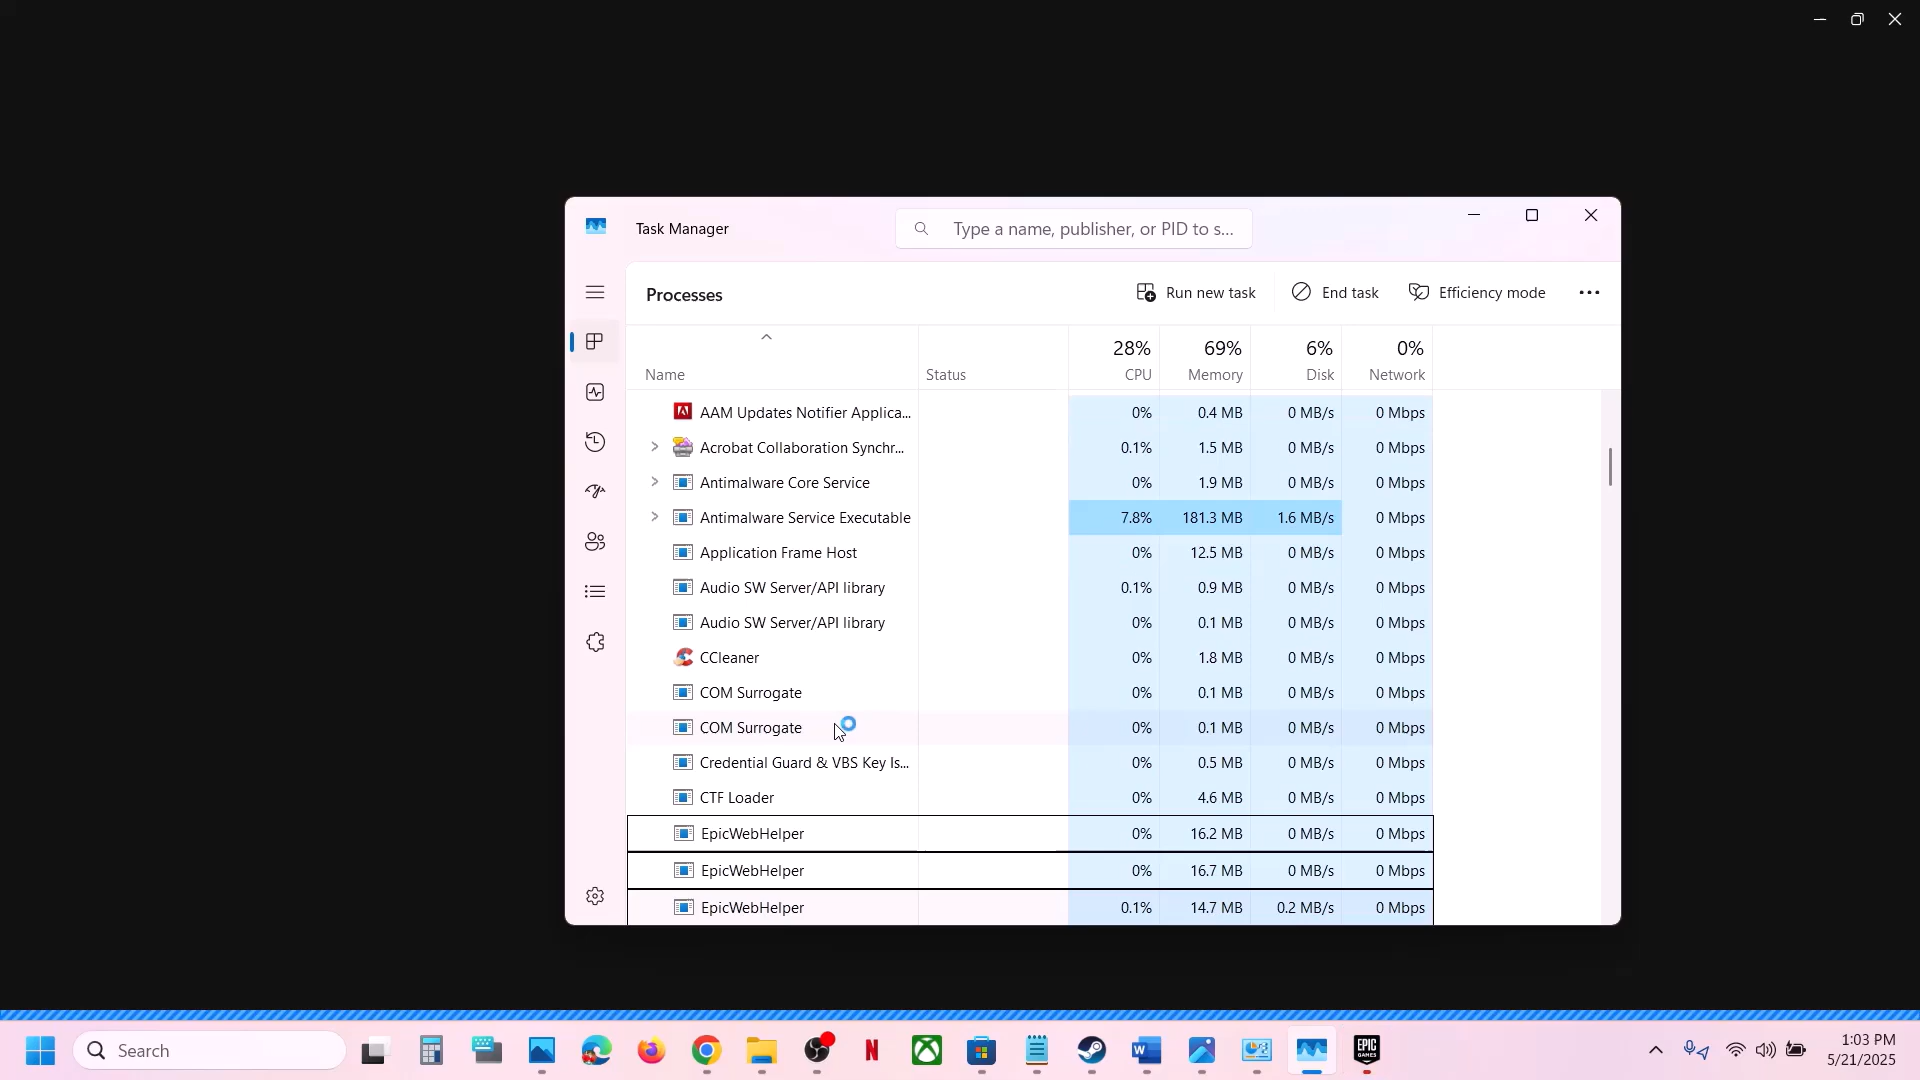 Task Manager
Type a name, publisher, or PID to s...
Processes
Run new task
End task
Efficiency mode
28% 69% 6% 0%
Name Status CPU Memory Disk Network
AAM Updates Notifier Applica... 0% 0.4 MB 0 MB/s 0 Mbps
Acrobat Collaboration Synchr... 0.1% 1.5 MB 0 MB/s 0 Mbps
Antimalware Core Service 0% 1.9 MB 0 MB/s 0 Mbps
Antimalware Service Executable 7.8% 181.3 MB 1.6 MB/s 0 Mbps
Application Frame Host 0% 12.5 MB 0 MB/s 0 Mbps
Audio SW Server/API library 0.1% 0.9 MB 0 MB/s 0 Mbps
Audio SW Server/API library 0% 0.1 MB 0 MB/s 0 Mbps
CCleaner 0% 1.8 MB 0 MB/s 0 Mbps
COM Surrogate 0% 0.1 MB 0 MB/s 0 Mbps
COM Surrogate 0% 0.1 MB 0 MB/s 0 Mbps
Credential Guard & VBS Key Is... 0% 0.5 MB 0 MB/s 0 Mbps
CTF Loader 0% 4.6 MB 0 MB/s 0 Mbps
EpicWebHelper 0% 16.2 MB 0 MB/s 0 Mbps
EpicWebHelper 0% 16.7 MB 0 MB/s 0 Mbps
EpicWebHelper 0.1% 14.7 MB 0.2 MB/s 0 Mbps
Search
EPIC
GAMES
1:03 PM
5/21/2025